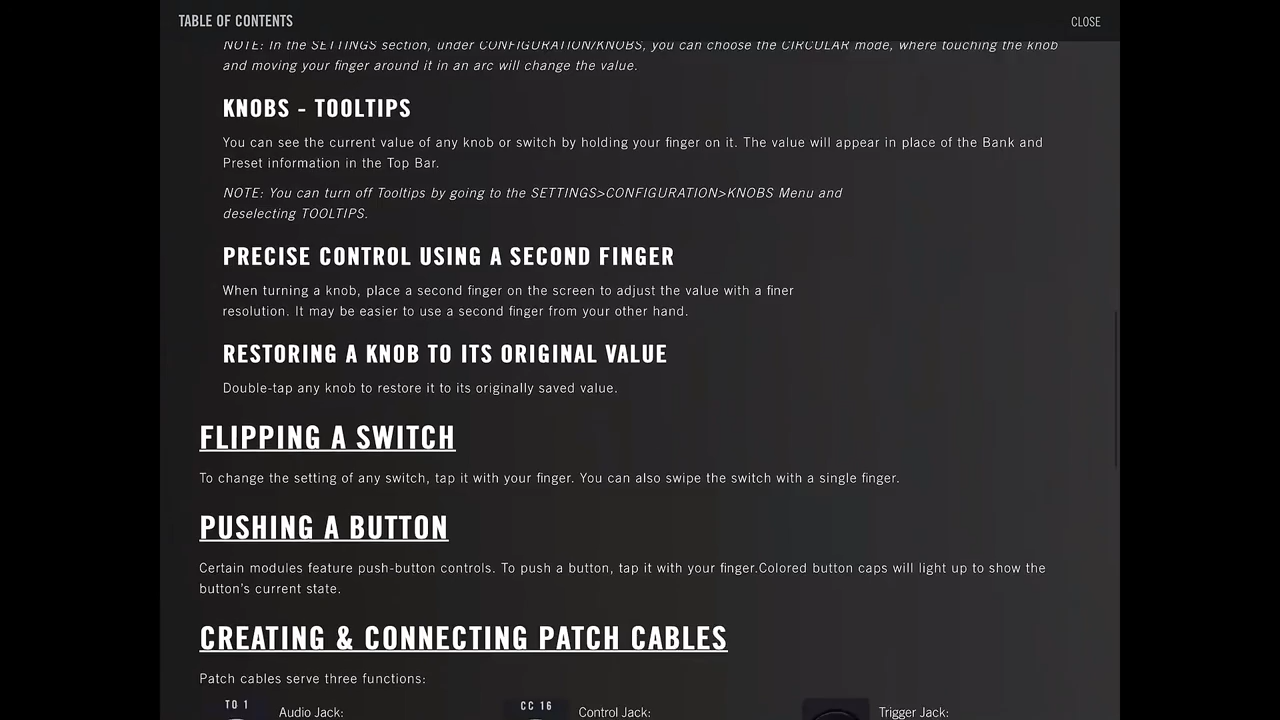 TABLE OF CONTENTS
CLOSE
NOTE: In the SETTINGS section, under CONFIGURATION/KNOBS, you can choose the CIRCULAR mode, where touching the knob
and moving your finger around it in an arc will change the value.
KNOBS - TOOLTIPS
You can see the current value of any knob or switch by holding your finger on it. The value will appear in place of the Bank and
Preset information in the Top Bar.
NOTE: You can turn off Tooltips by going to the SETTINGS>CONFIGURATION>KNOBS Menu and
deselecting TOOLTIPS.
PRECISE CONTROL USING A SECOND FINGER
When turning a knob, place a second finger on the screen to adjust the value with a finer
resolution. It may be easier to use a second finger from your other hand.
RESTORING A KNOB TO ITS ORIGINAL VALUE
Double-tap any knob to restore it to its originally saved value.
FLIPPING A SWITCH
To change the setting of any switch, tap it with your finger. You can also swipe the switch with a single finger.
PUSHING A BUTTON
Certain modules feature push-button controls. To push a button, tap it with your finger.Colored button caps will light up to show the
button's current state.
CREATING & CONNECTING PATCH CABLES
Patch cables serve three functions:
TO 1
Audio Jack:
CC 16
Control Jack:
Trigger Jack: